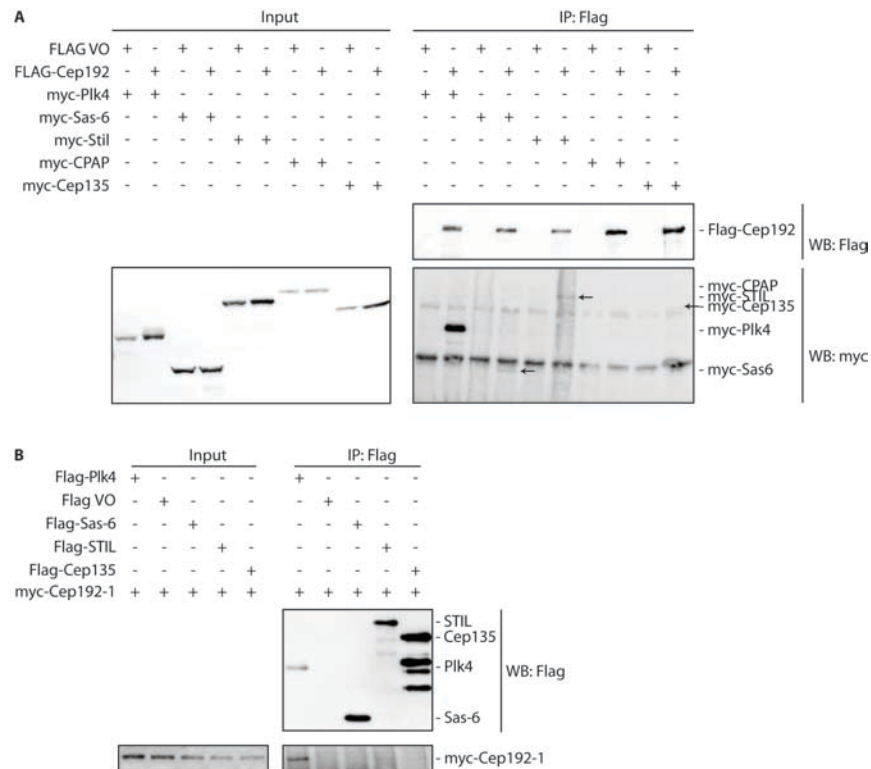 A
Input IP: Flag
FLAG VO + - + - + - + - + - + - + - + - + - + -
FLAG-Cep192 - + - + - + - + - + - + - + - + - + - +
myc-Plk4 + + - - - - - - - - + + - - - - - - - -
myc-Sas-6 - - + + - - - - - - - - + + - - - - - -
myc-Stil - - - - + + - - - - - - - - + + - - - -
myc-CPAP - - - - - - + + - - - - - - - - + + - -
myc-Cep135 - - - - - - - - + + - - - - - - - - + +
- Flag-Cep192
WB: Flag
- myc-CPAP
- myc-STIL
- myc-Cep135
- myc-Plk4
WB: myc
- myc-Sas6
B
Input IP: Flag
Flag-Plk4 + - - - - + - - - -
Flag VO - + - - - - + - - -
Flag-Sas-6 - - + - - - - + - -
Flag-STIL - - - + - - - - + -
Flag-Cep135 - - - - + - - - - +
myc-Cep192-1 + + + + + + + + + +
- STIL
- Cep135
- Plk4
WB: Flag
- Sas-6
- myc-Cep192-1